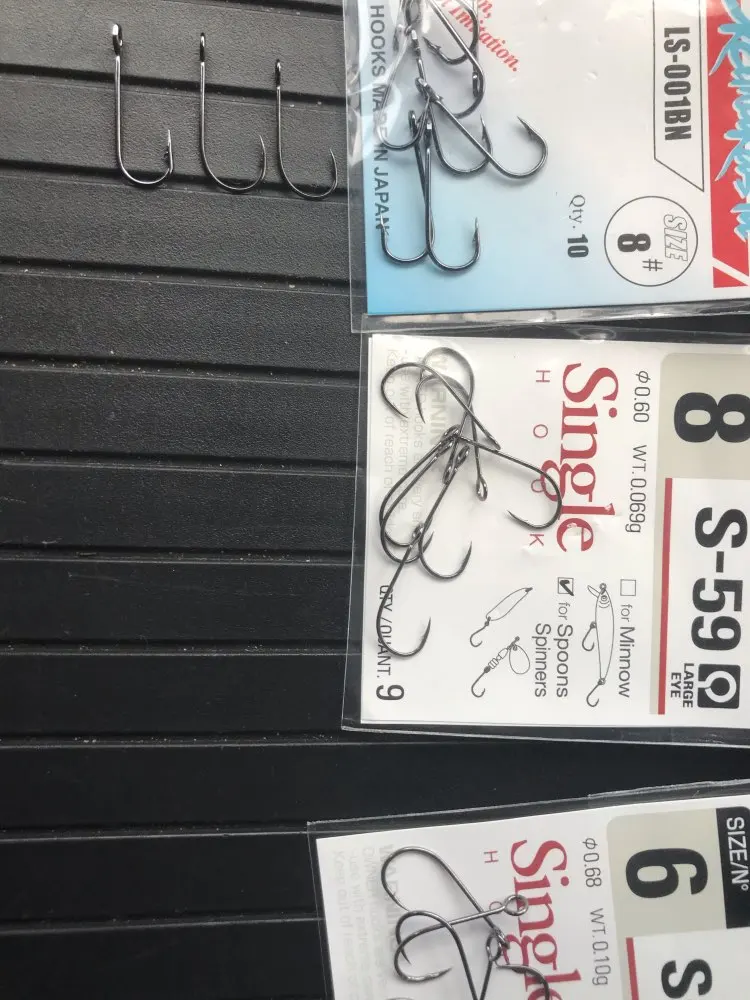 LS-001BN
SIZE
8#
Qty. 10
HOOKS MADE IN JAPAN
8
S-59
LARGE
EYE
Φ0.60 WT.0.069g
Single
HOOK
for Minnow
for Spoons
Spinners
QTY/QUANT. 9
SIZE/N°
6
S
Φ0.68 WT. 0.10g
Single
H